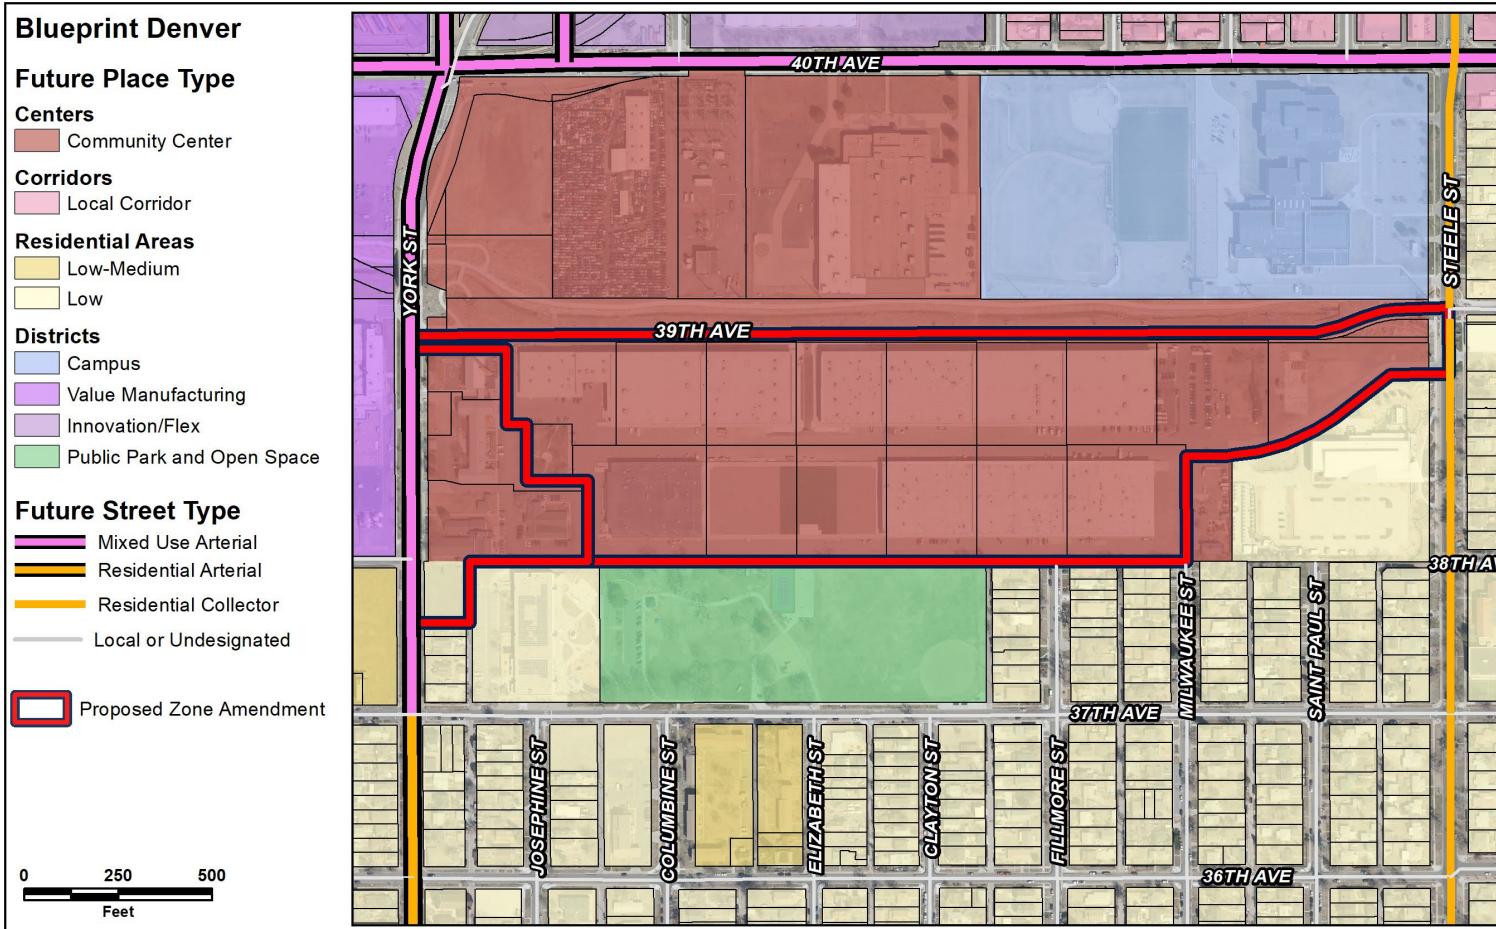 Blueprint Denver
Future Place Type
Centers
Community Center
Corridors
Local Corridor
Residential Areas
Low-Medium
Low
Districts
Campus
Value Manufacturing
Innovation/Flex
Public Park and Open Space
Future Street Type
Mixed Use Arterial
Residential Arterial
Residential Collector
Local or Undesignated
Proposed Zone Amendment
0 250 500
Feet
40TH AVE
YORK ST
STEELE ST
39TH AVE
38TH AV
MILWAUKEE ST
SAINT PAUL ST
37TH AVE
JOSEPHINE ST
COLUMBINE ST
ELIZABETH ST
CLAYTON ST
FILLMORE ST
36TH AVE